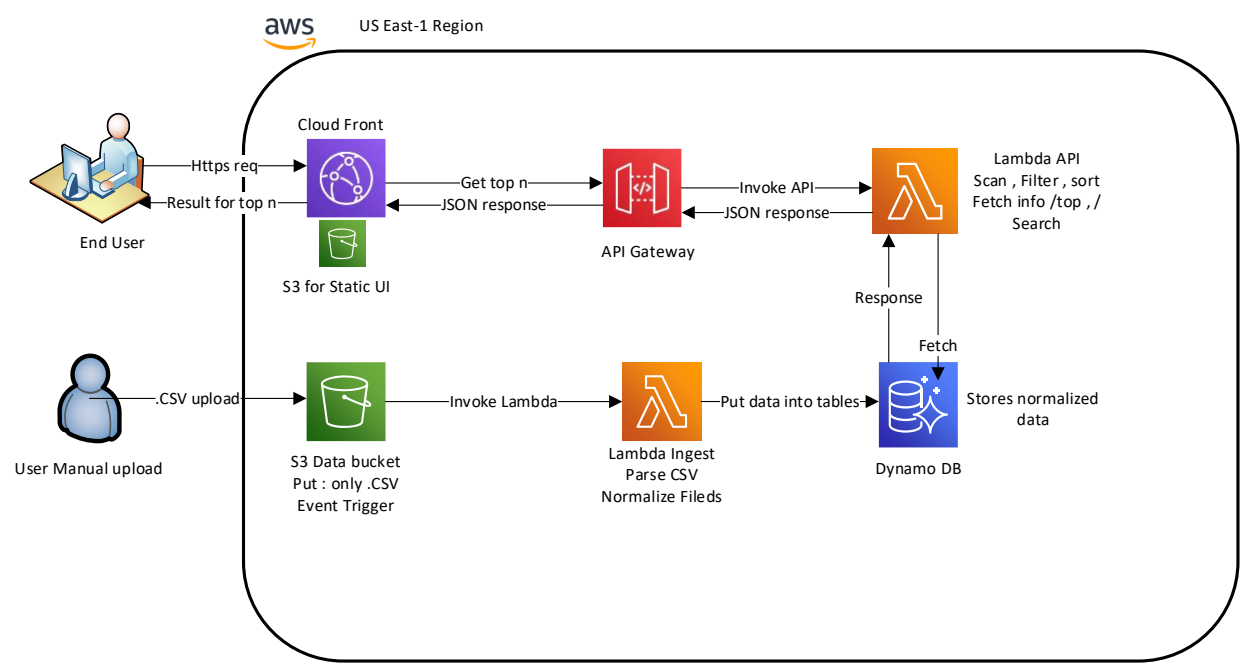 aws
US East-1 Region
Cloud Front
Https req
Result for top n
Get top n
JSON response
Invoke API
JSON response
Lambda API
Scan , Filter , sort
Fetch info /top , /
Search
End User
API Gateway
S3 for Static UI
Response
Fetch
.CSV upload
Invoke Lambda
Put data into tables
Stores normalized
data
User Manual upload
S3 Data bucket
Put : only .CSV
Event Trigger
Lambda Ingest
Parse CSV
Normalize Fileds
Dynamo DB